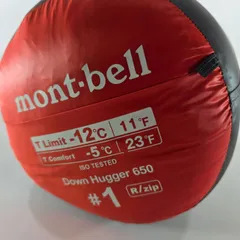 mont·bell
T Limit -12°C 11°F
T Comfort -5°C 23°F
ISO TESTED
Down Hugger 650
#1 R/zip